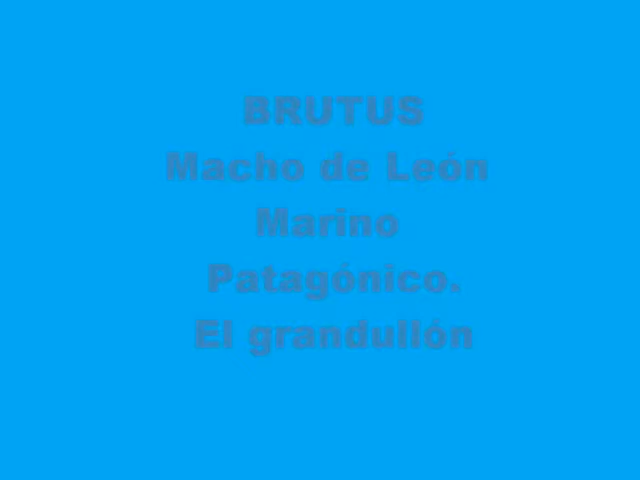 BRUTUS
Macho de León
Marino
Patagónico.
El grandullón